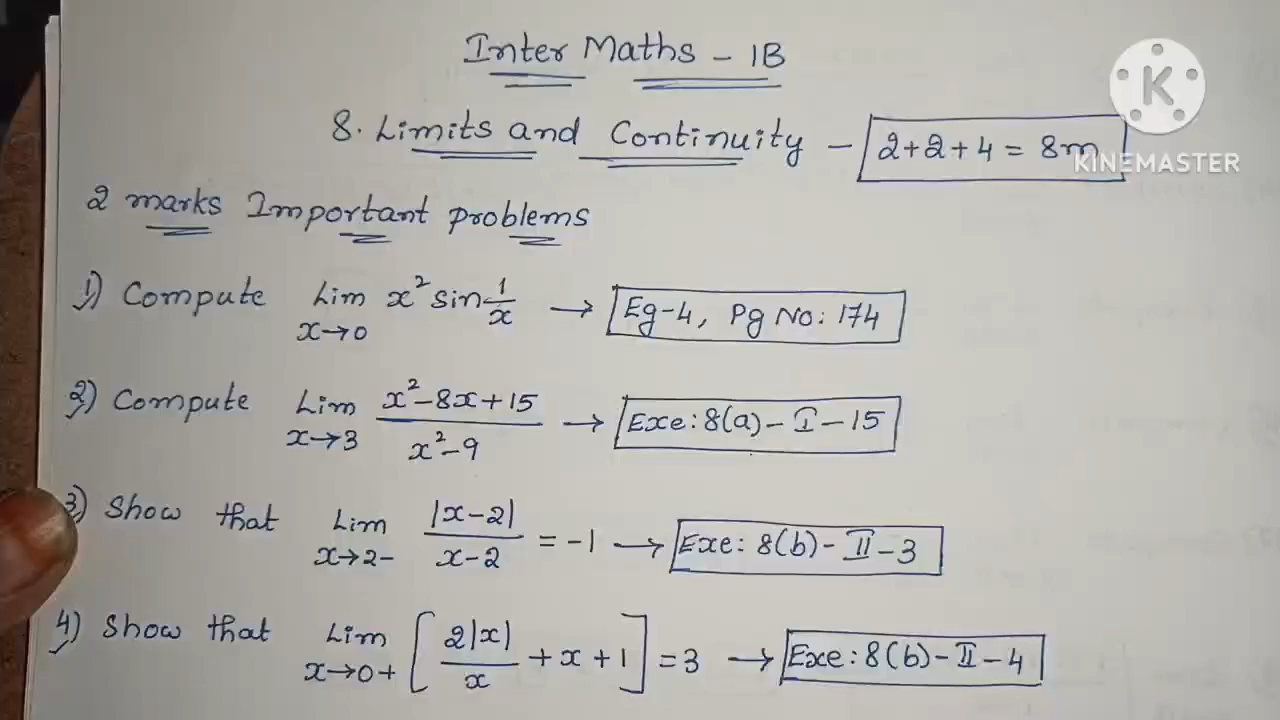 Inter Maths - IB
8. Limits and Continuity - 2+2+4 = 8m
K
KINEMASTER
2 marks Important problems
1) Compute Lim x→0 x² sin 1/x → Eg-4, Pg No: 174
2) Compute Lim x→3 x²-8x+15 / x²-9 → Exe: 8(a)-I-15
3) Show that Lim x→2- |x-2| / x-2 = -1 → Exe: 8(b)-II-3
4) Show that Lim x→0+ [ 2|x| / x + x + 1 ] = 3 → Exe: 8(b)-II-4